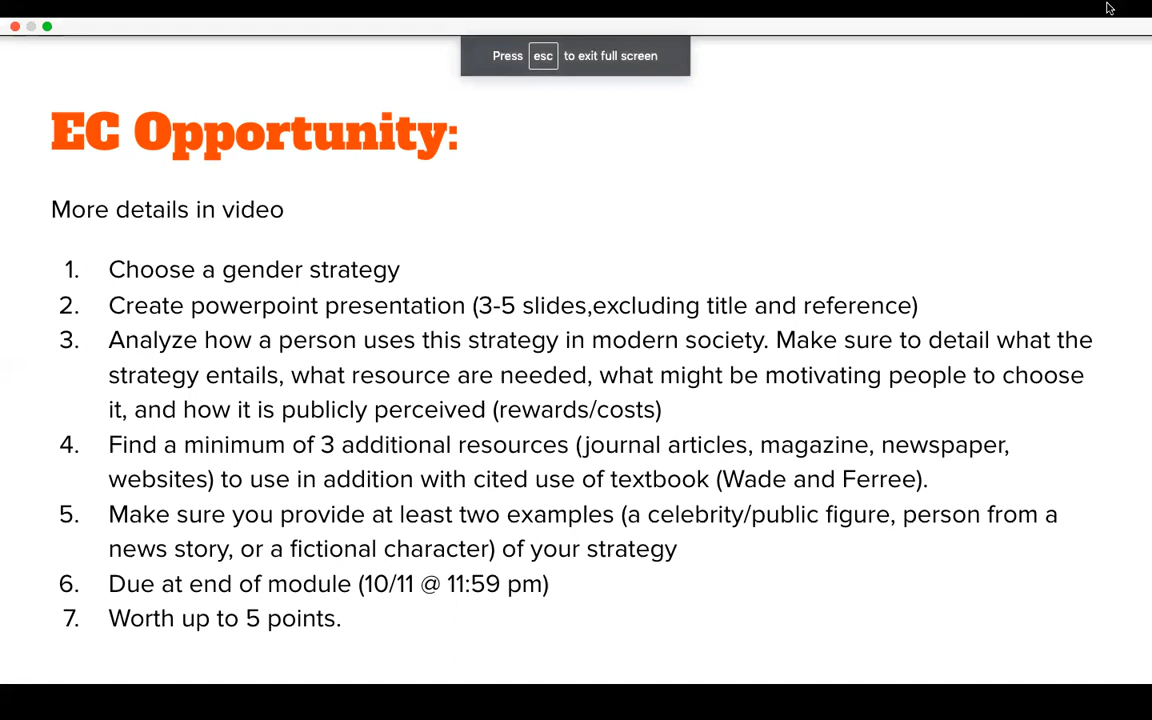 Press esc to exit full screen
EC Opportunity:
More details in video
1. Choose a gender strategy
2. Create powerpoint presentation (3-5 slides,excluding title and reference)
3. Analyze how a person uses this strategy in modern society. Make sure to detail what the
strategy entails, what resource are needed, what might be motivating people to choose
it, and how it is publicly perceived (rewards/costs)
4. Find a minimum of 3 additional resources (journal articles, magazine, newspaper,
websites) to use in addition with cited use of textbook (Wade and Ferree).
5. Make sure you provide at least two examples (a celebrity/public figure, person from a
news story, or a fictional character) of your strategy
6. Due at end of module (10/11 @ 11:59 pm)
7. Worth up to 5 points.